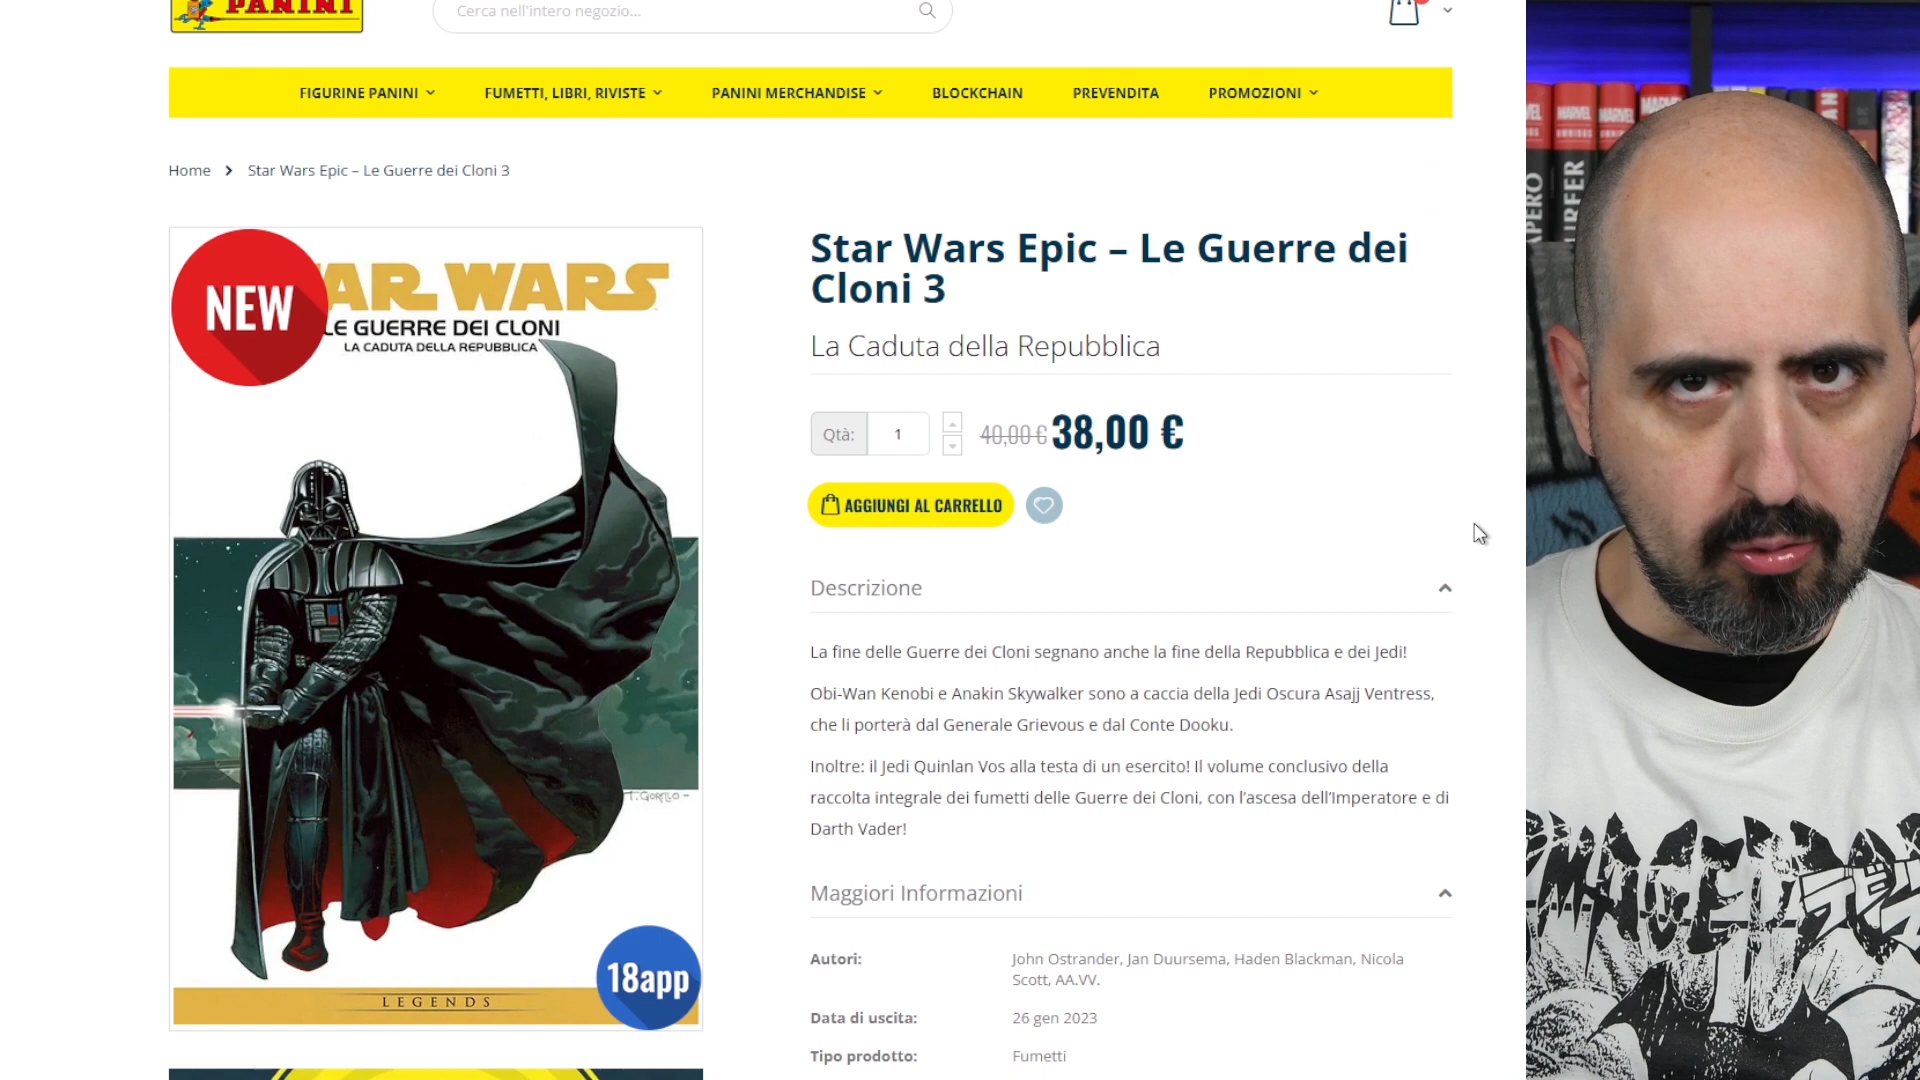 PANINI
Cerca nell'intero negozio...
FIGURINE PANINI
FUMETTI, LIBRI, RIVISTE
PANINI MERCHANDISE
BLOCKCHAIN
PREVENDITA
PROMOZIONI
Home
Star Wars Epic – Le Guerre dei Cloni 3
NEW
AR WARS
LE GUERRE DEI CLONI
LA CADUTA DELLA REPUBBLICA
LEGENDS
18app
Star Wars Epic – Le Guerre dei
Cloni 3
La Caduta della Repubblica
Qtà:
1
40,00 € 38,00 €
AGGIUNGI AL CARRELLO
Descrizione
La fine delle Guerre dei Cloni segnano anche la fine della Repubblica e dei Jedi!
Obi-Wan Kenobi e Anakin Skywalker sono a caccia della Jedi Oscura Asajj Ventress,
che li porterà dal Generale Grievous e dal Conte Dooku.
Inoltre: il Jedi Quinlan Vos alla testa di un esercito! Il volume conclusivo della
raccolta integrale dei fumetti delle Guerre dei Cloni, con l'ascesa dell'Imperatore e di
Darth Vader!
Maggiori Informazioni
Autori:
John Ostrander, Jan Duursema, Haden Blackman, Nicola
Scott, AA.VV.
Data di uscita:
26 gen 2023
Tipo prodotto:
Fumetti
MARVEL
OMNIBUS
MARVEL